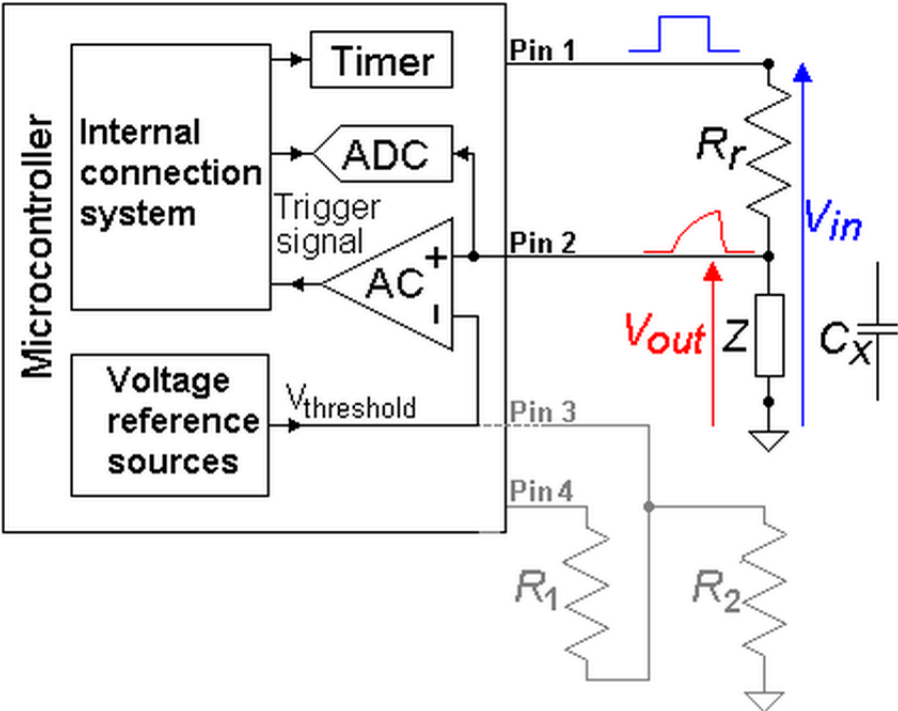 Microcontroller
Timer
Pin 1
Internal
connection
system
ADC
Rr
Trigger
signal
Pin 2
Vin
+
AC
-
Vout
Z
Cx
Voltage
reference
sources
Vthreshold
Pin 3
Pin 4
R1
R2